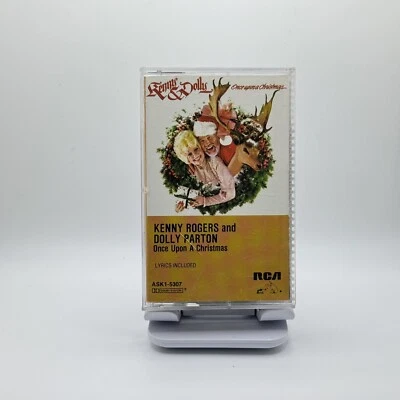 Kenny & Dolly
Once upon a Christmas
KENNY ROGERS and
DOLLY PARTON
Once Upon A Christmas
LYRICS INCLUDED
RCA
ASK1-5307